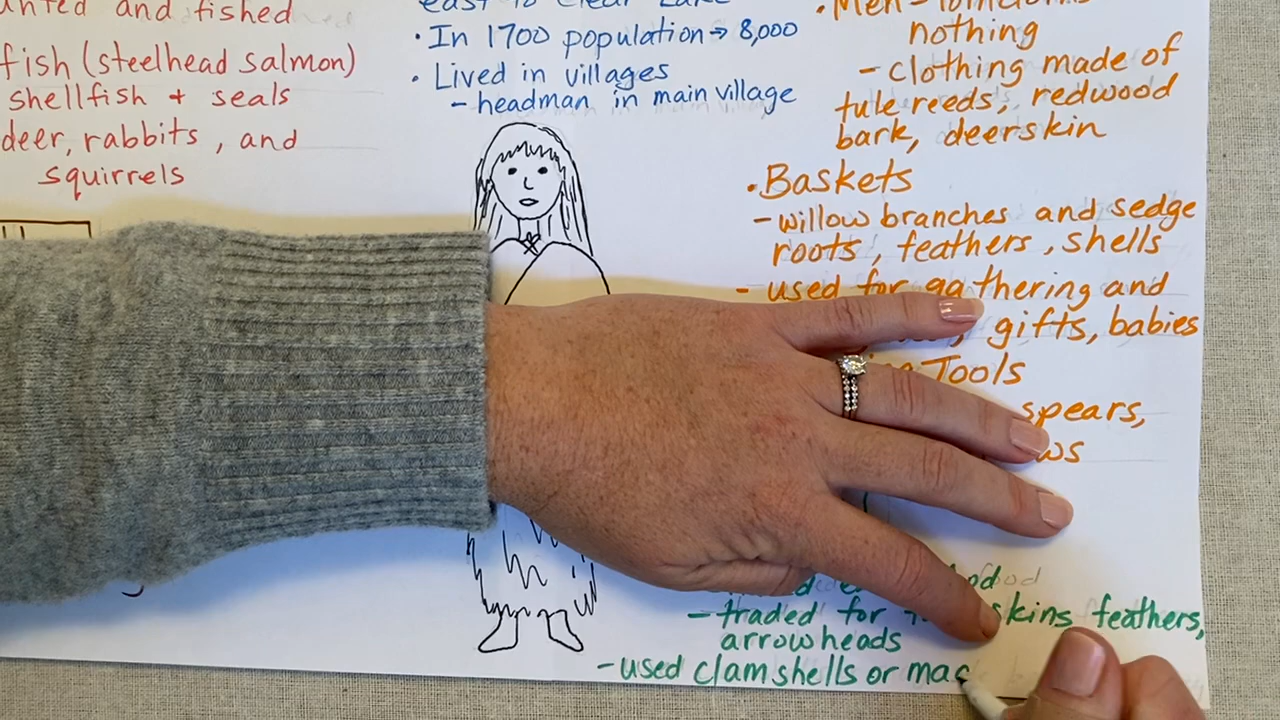 and fished
fish (steelhead salmon)
shellfish + seals
deer, rabbits, and
squirrels
east to Clear Lake
• In 1700 population → 8,000
• Lived in villages
- headman in main village
• Men-
nothing
- clothing made of
tule reeds, redwood
bark, deerskin
• Baskets
- willow branches and sedge
roots, feathers, shells
- used for gathering and
gifts, babies
Tools
spears,
- traded for skins feathers,
arrowheads
- used clamshells or mag